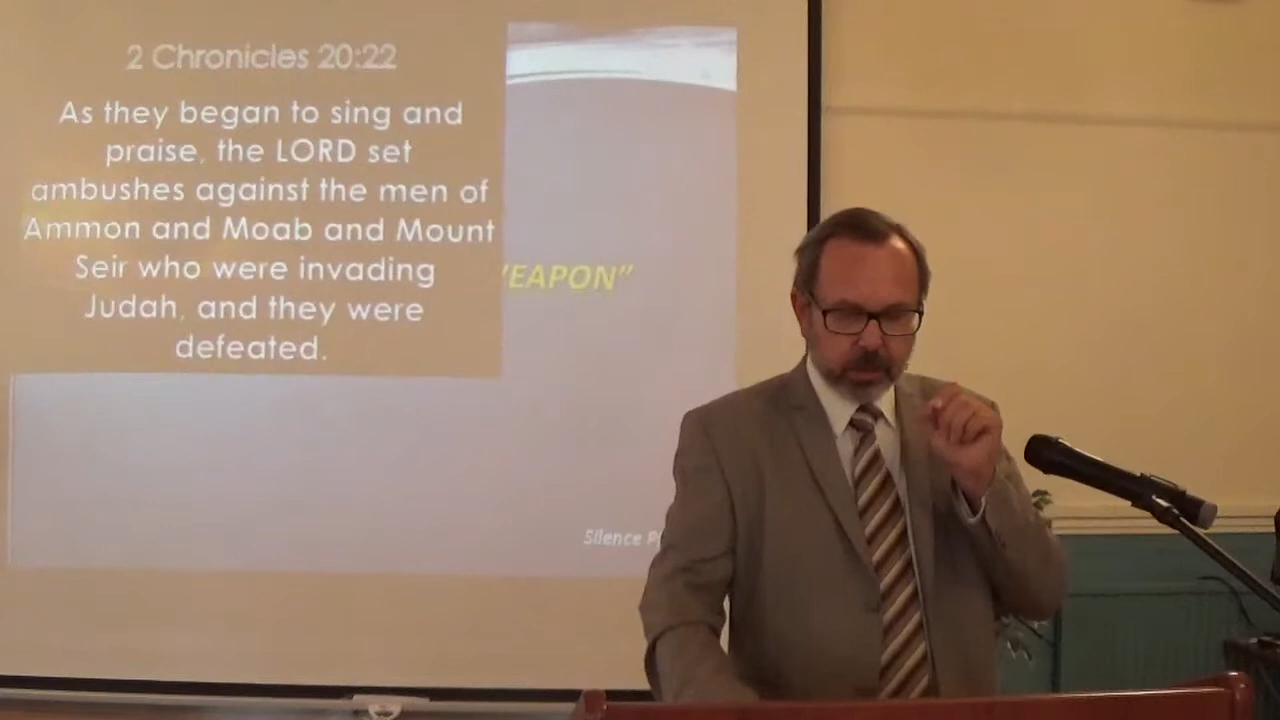 2 Chronicles 20:22
As they began to sing and
praise, the LORD set
ambushes against the men of
Ammon and Moab and Mount
Seir who were invading
Judah, and they were
defeated.
EAPON”
Silence P